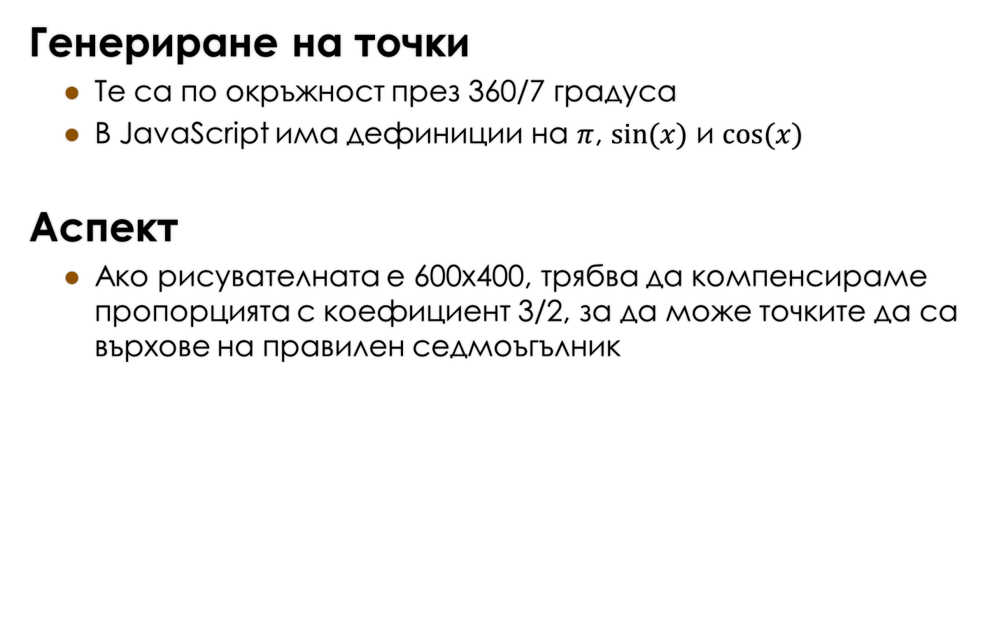 Генериране на точки
Те са по окръжност през 360/7 градуса
В JavaScript има дефиниции на π, sin(x) и cos(x)
Аспект
Ако рисувателната е 600x400, трябва да компенсираме
пропорцията с коефициент 3/2, за да може точките да са
върхове на правилен седмоъгълник